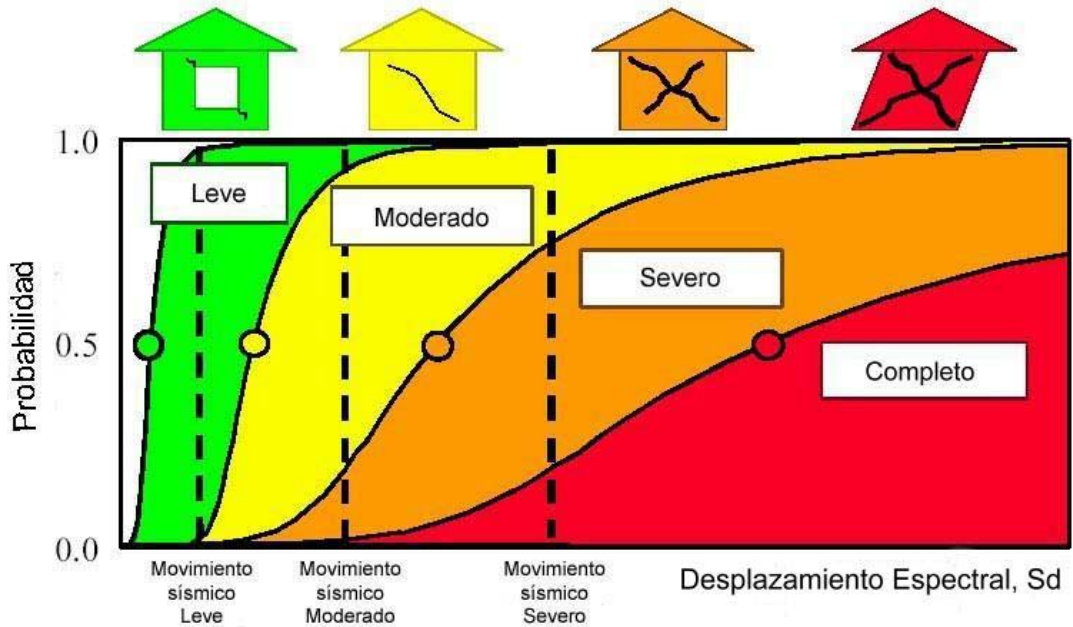 1.0
Leve
Moderado
Severo
Probabilidad
0.5
Completo
0.0
Movimiento
sísmico
Leve
Movimiento
sísmico
Moderado
Movimiento
sísmico
Severo
Desplazamiento Espectral, Sd